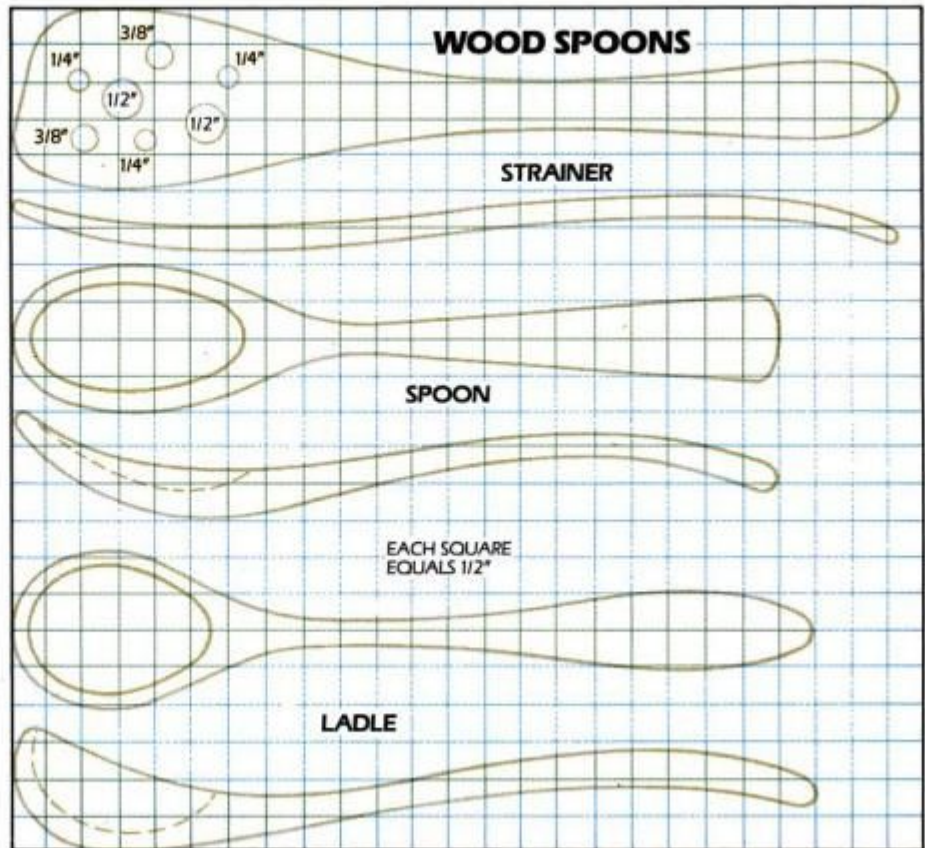 WOOD SPOONS
3/8"
1/4"
1/4"
1/2"
1/2"
3/8"
1/4"
STRAINER
SPOON
EACH SQUARE
EQUALS 1/2"
LADLE